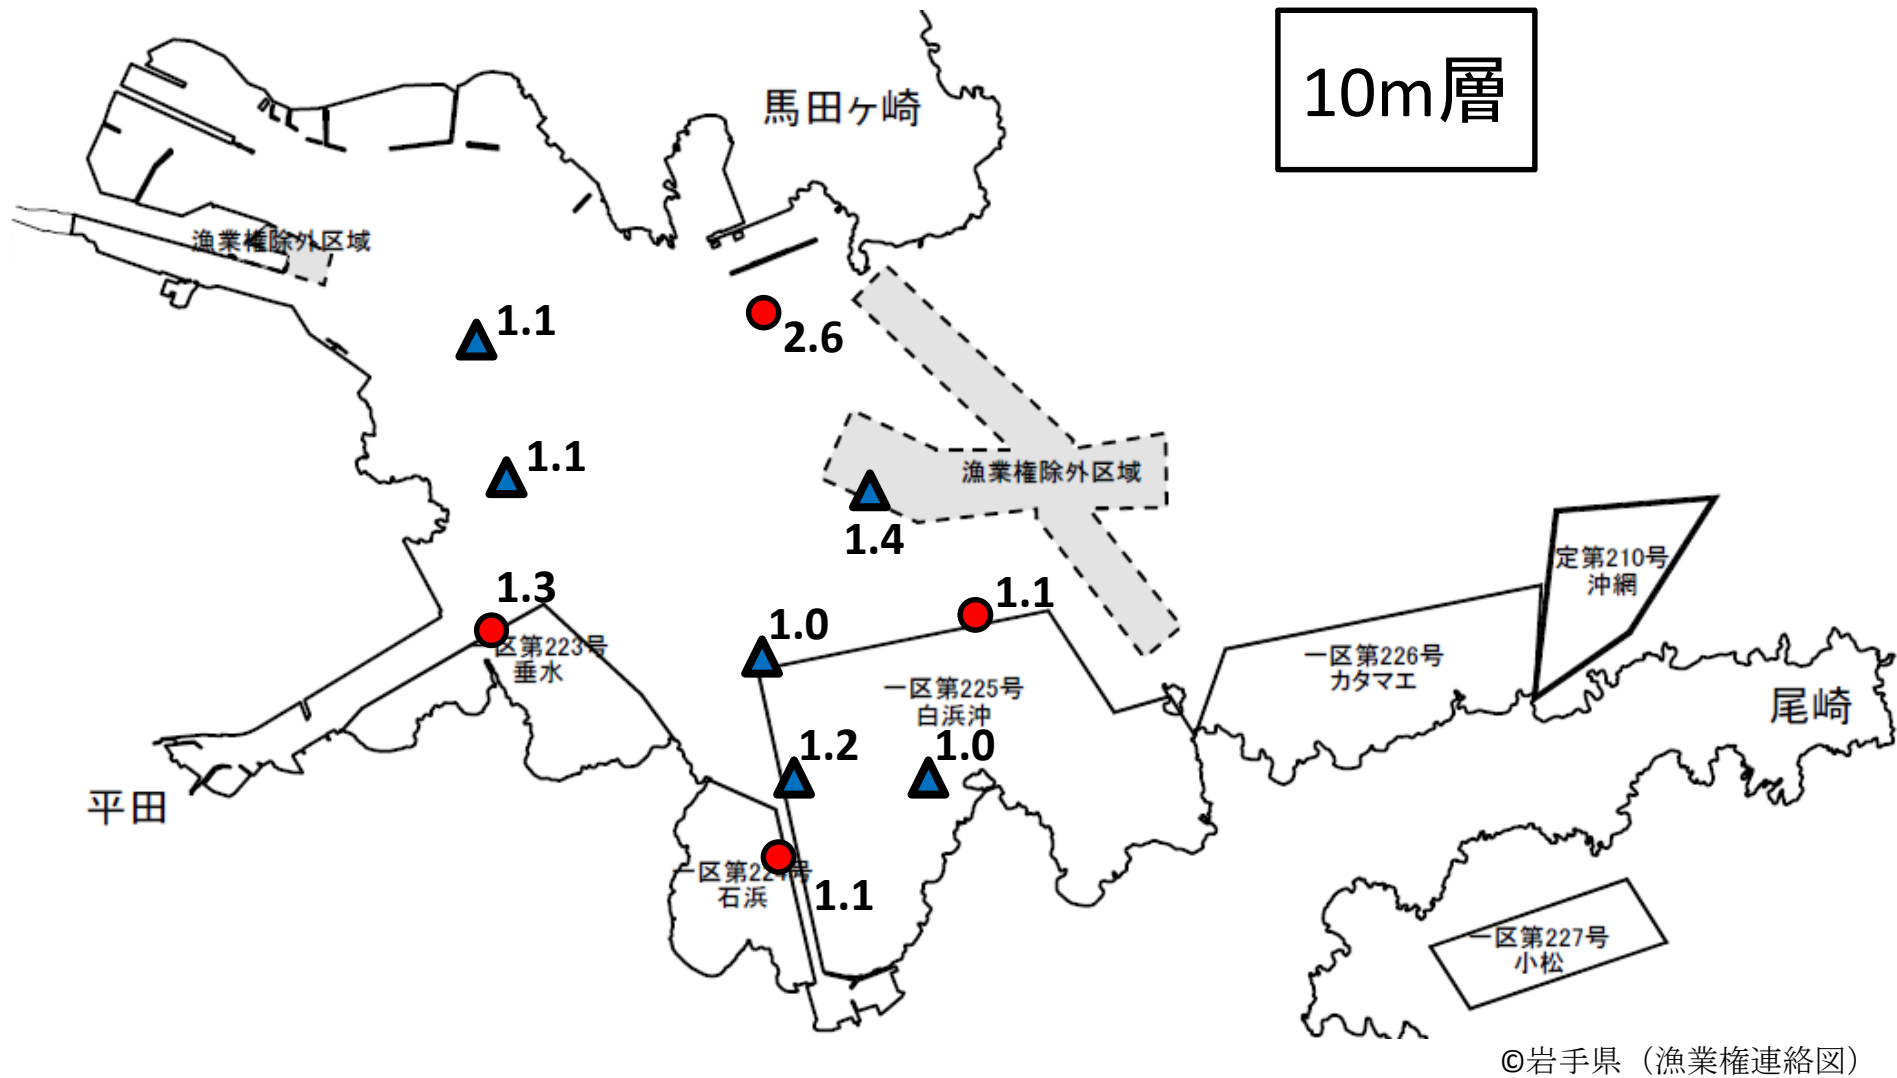 10m層
馬田ヶ崎
漁業権除外区域
1.1
2.6
1.1
漁業権除外区域
1.4
定第210号
沖網
1.3
1.1
1.0
一区第223号
垂水
一区第226号
カタマエ
一区第225号
白浜沖
尾崎
1.2
1.0
平田
一区第224号
石浜
1.1
一区第227号
小松
©岩手県（漁業権連絡図）